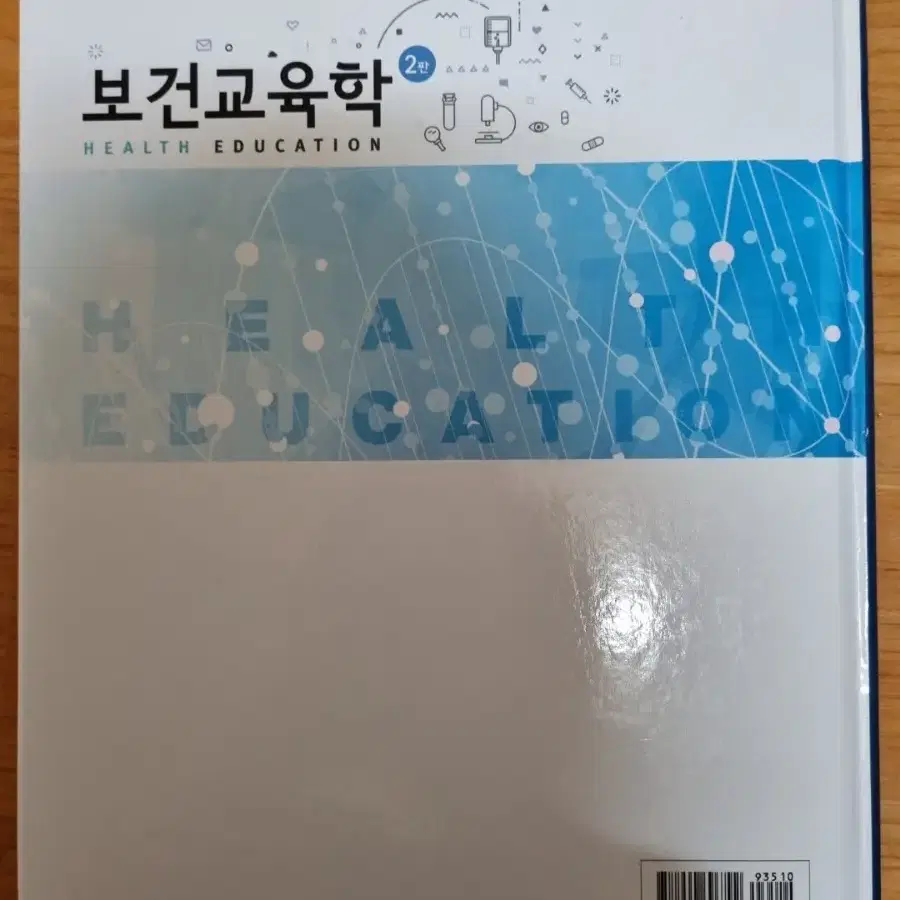 보건교육학 2판
HEALTH EDUCATION
HEALTH
EDUCATION
93510